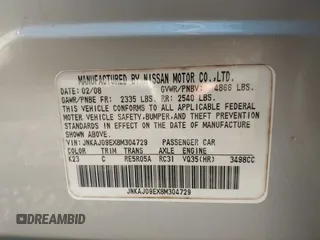 MANUFACTURED BY NISSAN MOTOR CO.,LTD.
DATE: 02/08 GVWR/PNBV: 4866 LBS.
GAWR/PNBE FR: 2335 LBS. RR: 2540 LBS.
THIS VEHICLE CONFORMS TO ALL APPLICABLE FEDERAL
MOTOR VEHICLE SAFETY,BUMPER,AND THEFT PREVENTION
STANDARDS IN EFFECT ON THE DATE OF MANUFACTURE
SHOWN ABOVE.
VIN: JNKAJ09EX8M304729 PASSENGER CAR
COLOR TRIM TRANS AXLE ENGINE
K23 C RE5R05A RC31 VQ35(HR) 3498CC
JNKAJ09EX8M304729
DREAMBID